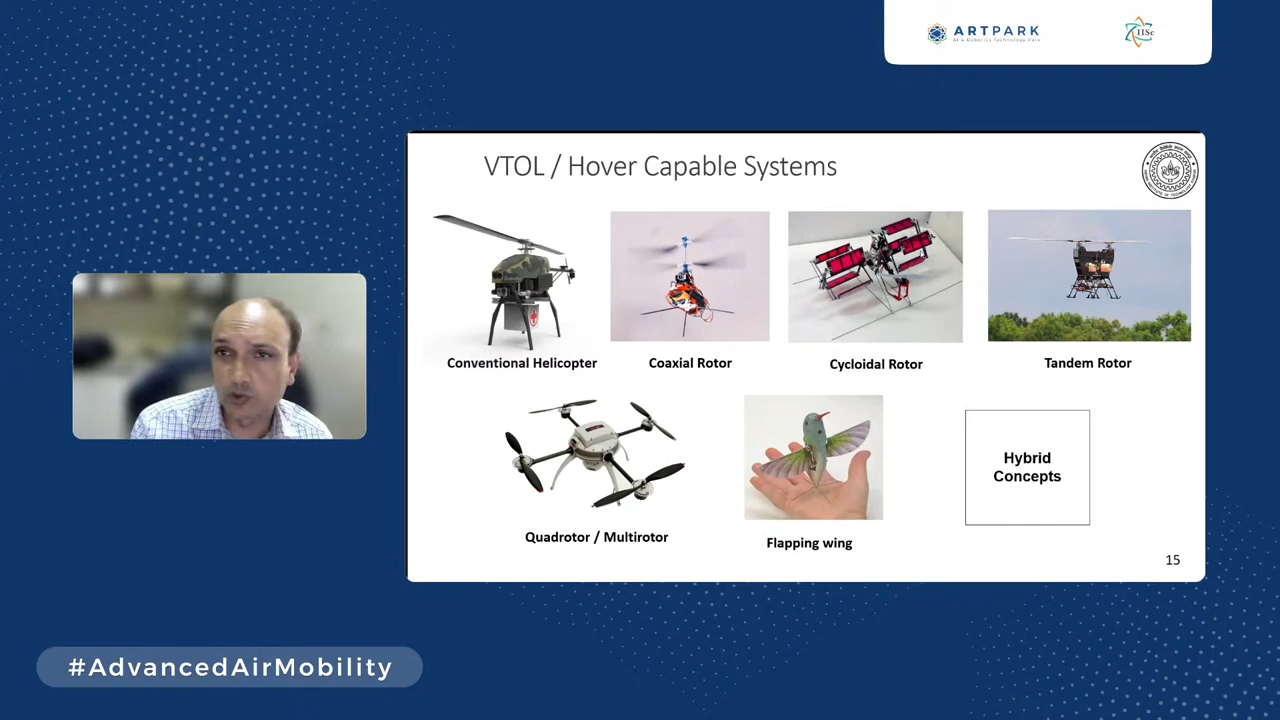 ARTPARK
AI & Robotics Technology Park
IISc
VTOL / Hover Capable Systems
Conventional Helicopter
Coaxial Rotor
Cycloidal Rotor
Tandem Rotor
Quadrotor / Multirotor
Flapping wing
Hybrid
Concepts
15
#AdvancedAirMobility